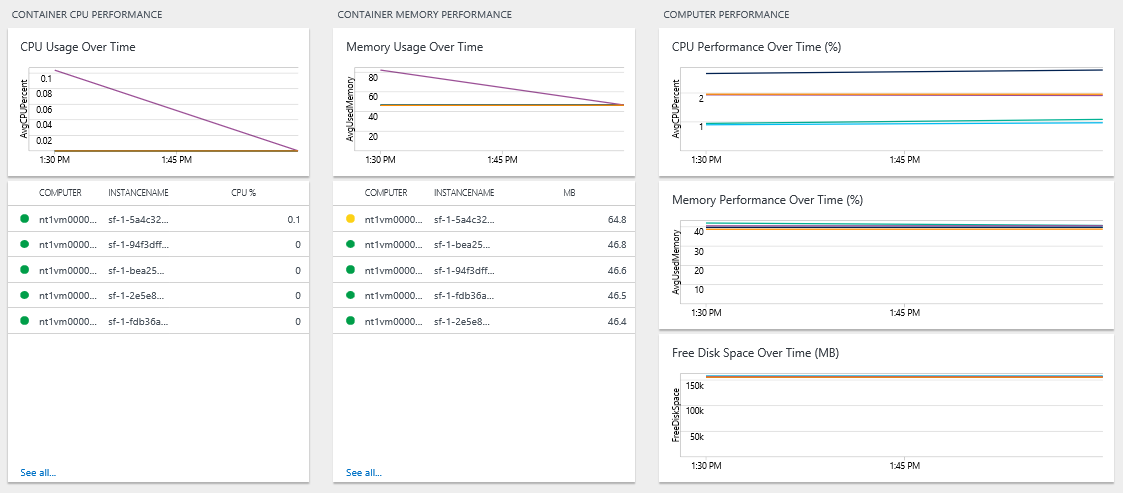 CONTAINER CPU PERFORMANCE
CPU Usage Over Time
AvgCPUPercent
0.1
0.08
0.06
0.04
0.02
1:30 PM 1:45 PM
COMPUTER INSTANCENAME CPU %
nt1vm0000... sf-1-5a4c32... 0.1
nt1vm0000... sf-1-94f3dff... 0
nt1vm0000... sf-1-bea25... 0
nt1vm0000... sf-1-2e5e8... 0
nt1vm0000... sf-1-fdb36a... 0
See all...
CONTAINER MEMORY PERFORMANCE
Memory Usage Over Time
AvgUsedMemory
80
60
40
20
1:30 PM 1:45 PM
COMPUTER INSTANCENAME MB
nt1vm0000... sf-1-5a4c32... 64.8
nt1vm0000... sf-1-bea25... 46.8
nt1vm0000... sf-1-94f3dff... 46.6
nt1vm0000... sf-1-fdb36a... 46.5
nt1vm0000... sf-1-2e5e8... 46.4
See all...
COMPUTER PERFORMANCE
CPU Performance Over Time (%)
AvgCPUPercent
2
1
1:30 PM 1:45 PM
Memory Performance Over Time (%)
AvgUsedMemory
40
30
20
10
1:30 PM 1:45 PM
Free Disk Space Over Time (MB)
FreeDiskSpace
150k
100k
50k
1:30 PM 1:45 PM